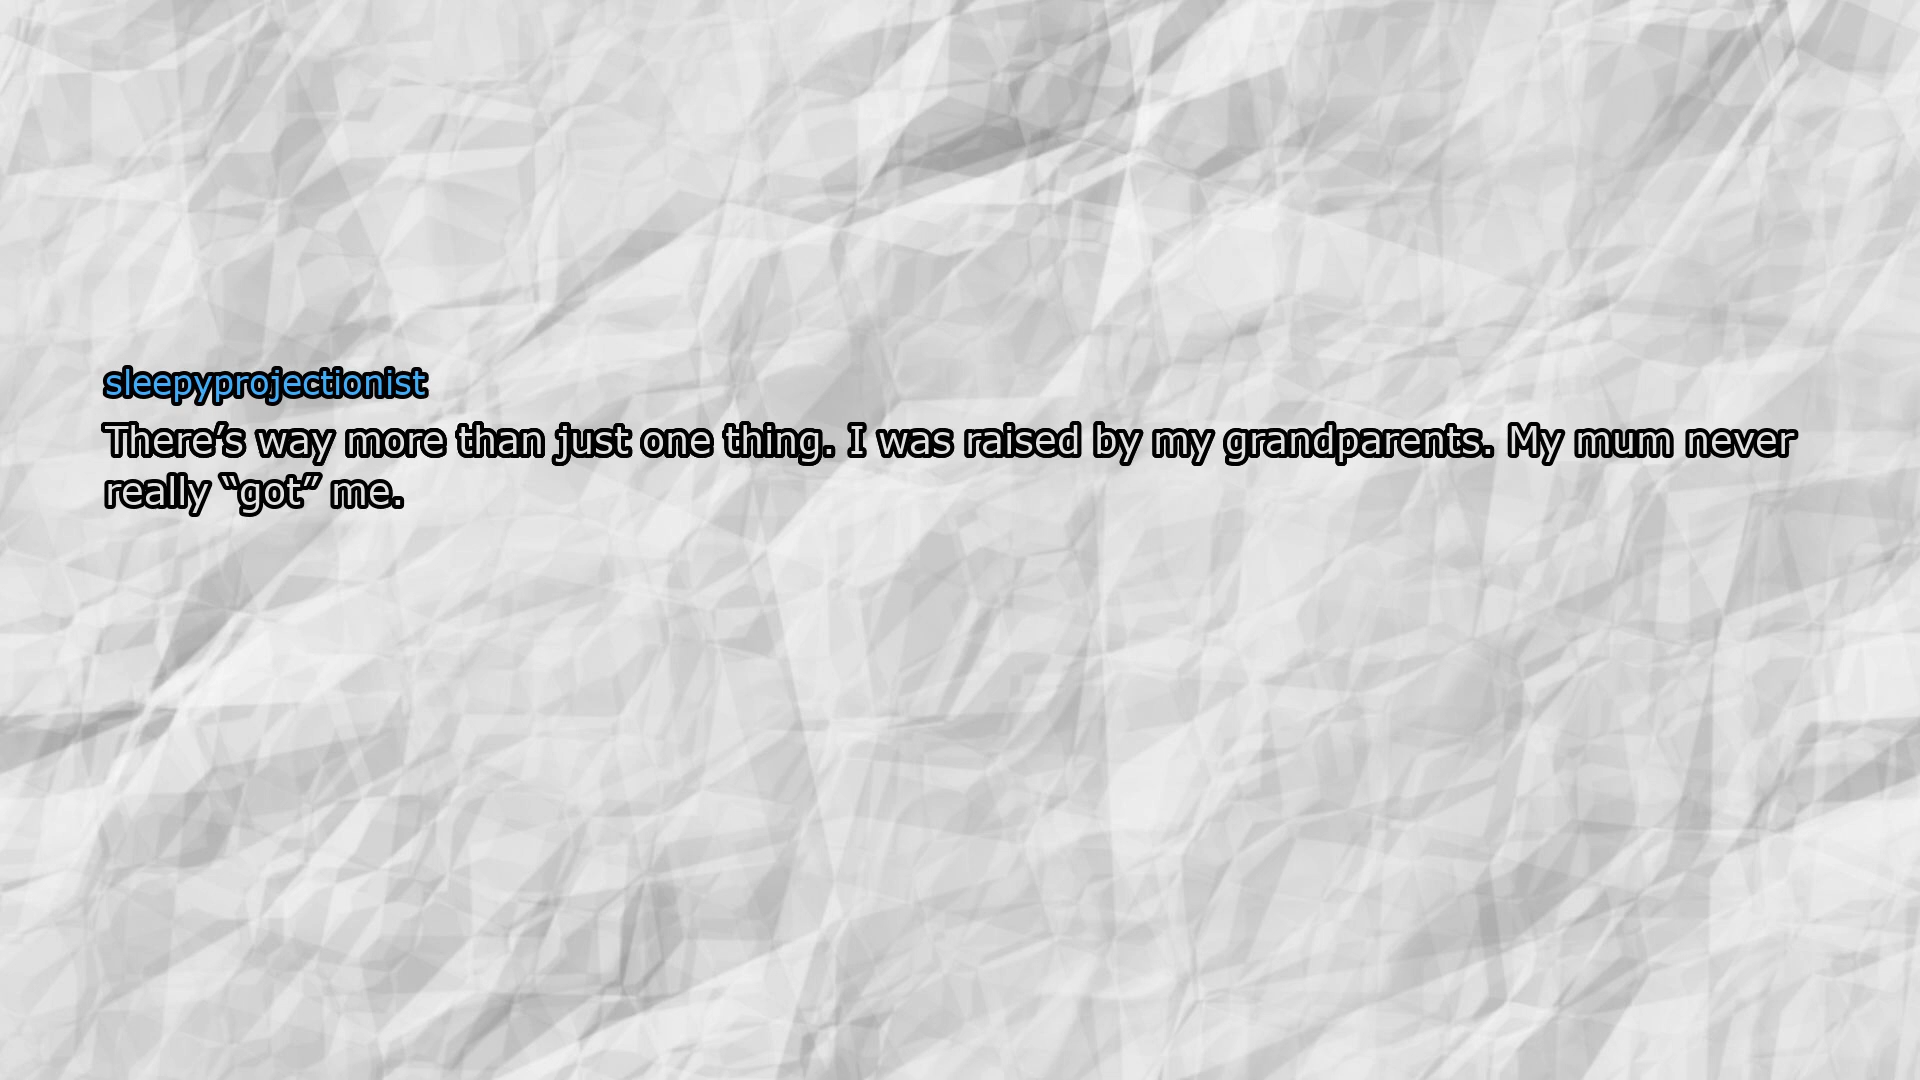 sleepyprojectionist
There’s way more than just one thing. I was raised by my grandparents. My mum never
really “got” me.